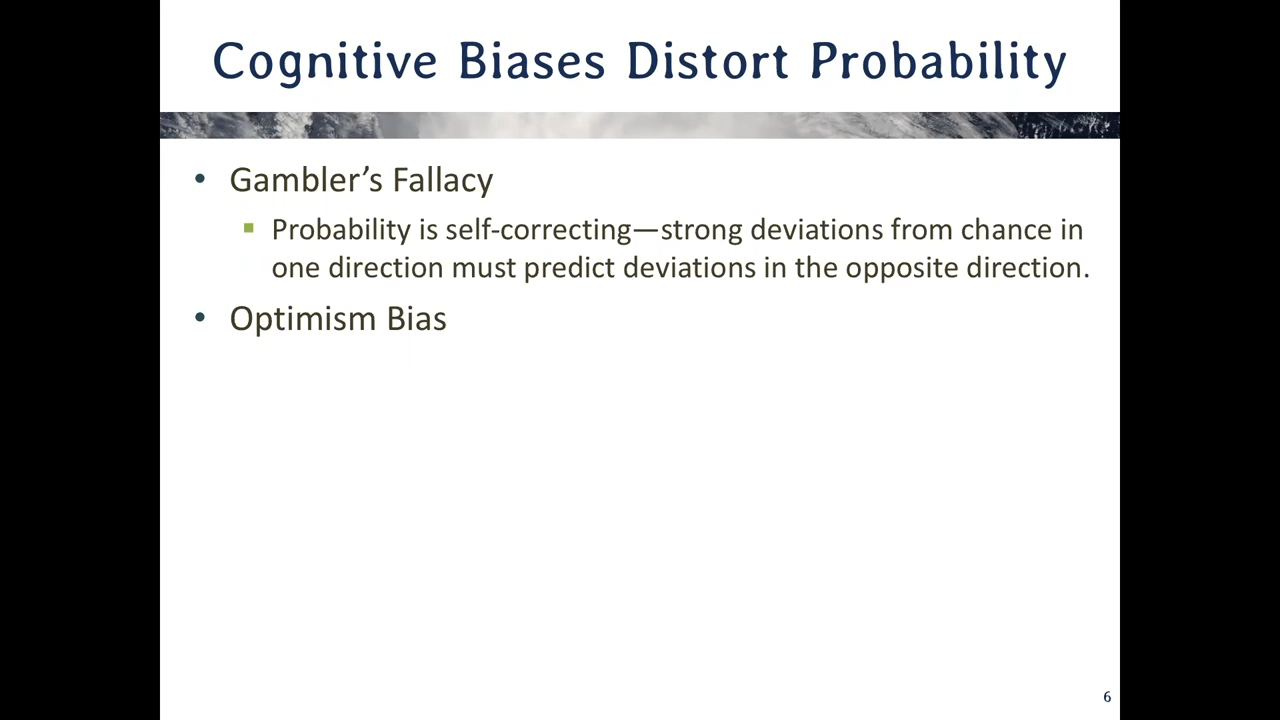 Cognitive Biases Distort Probability
• Gambler’s Fallacy
▪ Probability is self-correcting—strong deviations from chance in
one direction must predict deviations in the opposite direction.
• Optimism Bias
6